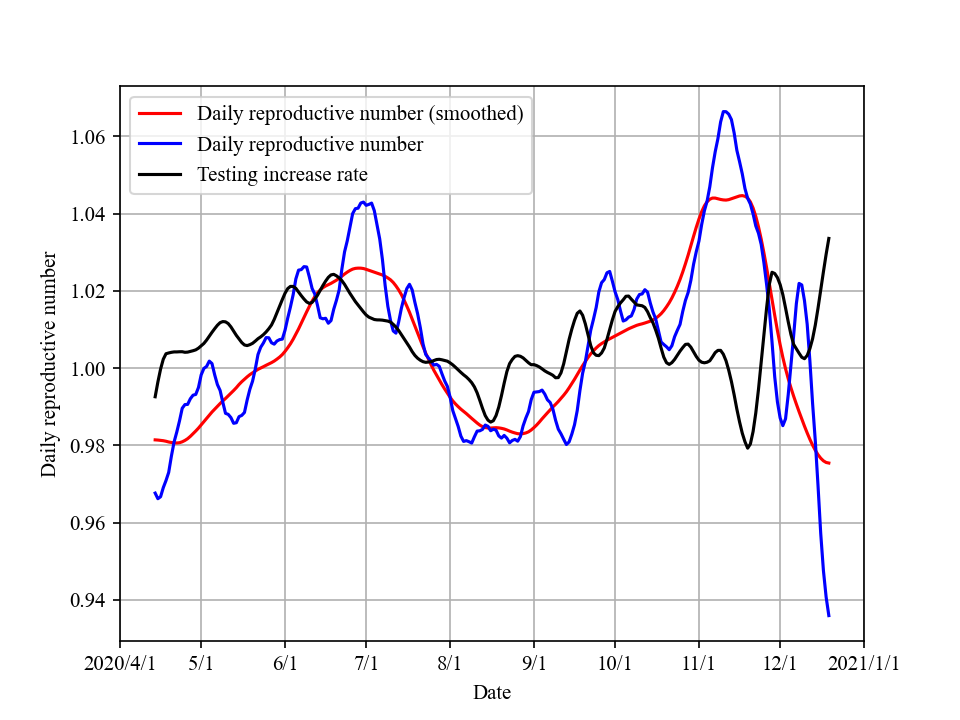 Daily reproductive number (smoothed)
Daily reproductive number
Testing increase rate
Daily reproductive number
1.06
1.04
1.02
1.00
0.98
0.96
0.94
2020/4/1 5/1 6/1 7/1 8/1 9/1 10/1 11/1 12/1 2021/1/1
Date